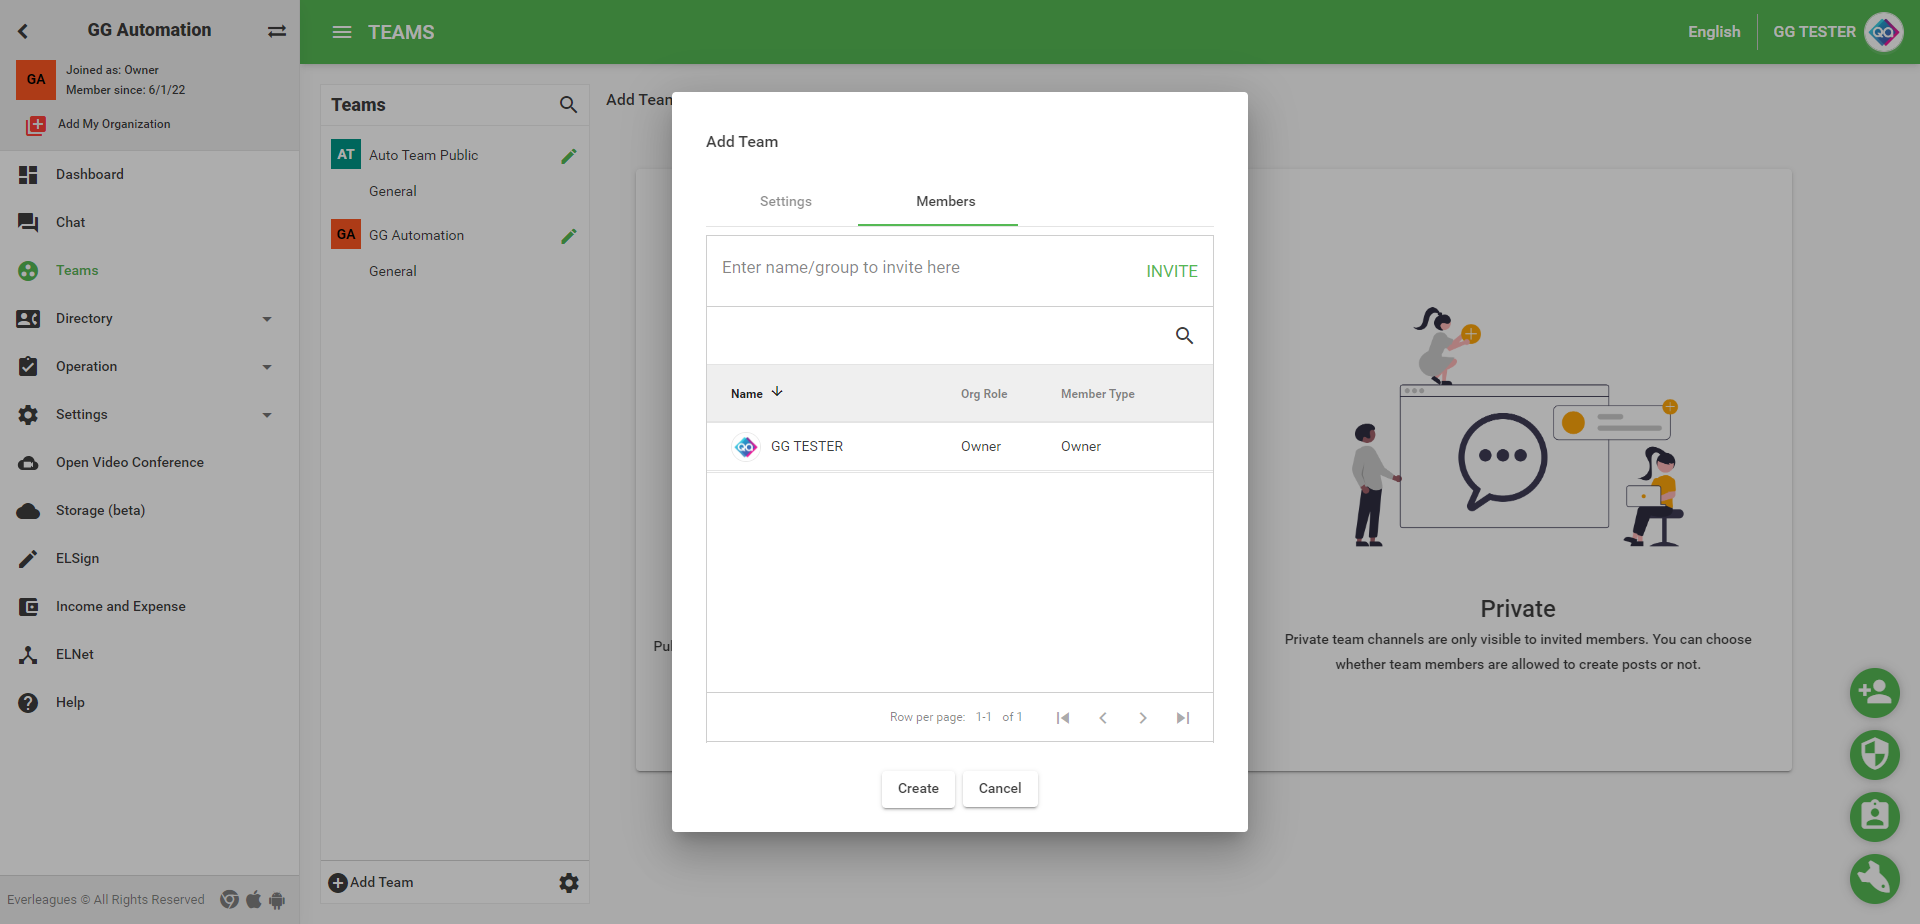 GG Automation
GA
Joined as: Owner
Member since: 6/1/22
Add My Organization
Dashboard
Chat
Teams
Directory
Operation
Settings
Open Video Conference
Storage (beta)
ELSign
Income and Expense
ELNet
Help
Everleagues © All Rights Reserved
TEAMS
English
GG TESTER
QA
Teams
AT
Auto Team Public
General
GA
GG Automation
General
Add Team
Add Team
Settings
Members
Enter name/group to invite here
INVITE
Name
Org Role
Member Type
QA
GG TESTER
Owner
Owner
Row per page: 1-1 of 1
Create
Cancel
Private
Private team channels are only visible to invited members. You can choose
whether team members are allowed to create posts or not.